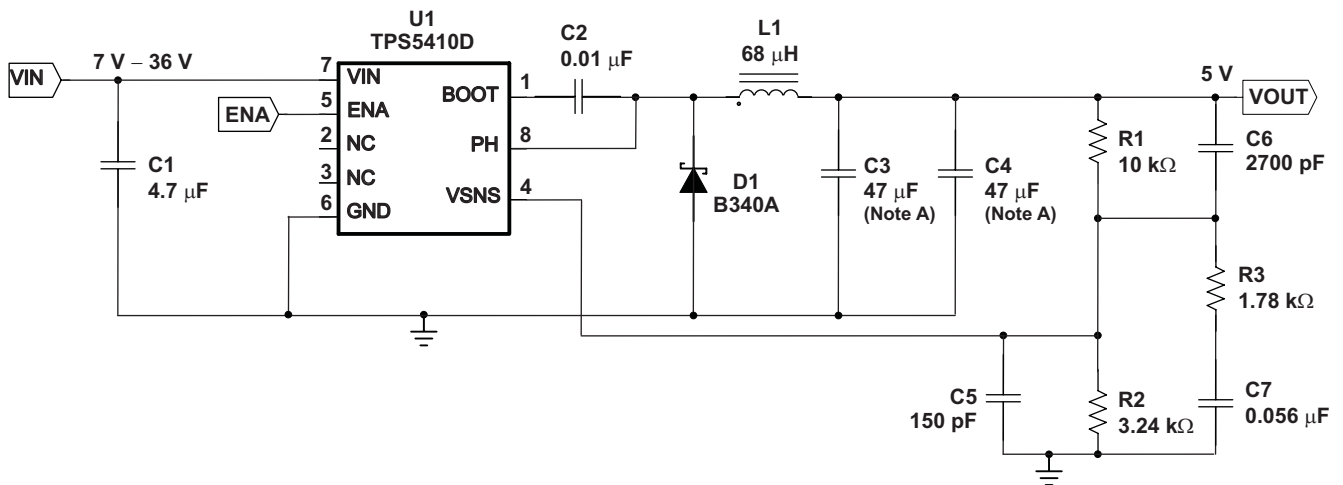 U1
TPS5410D
VIN
7 V – 36 V
ENA
7
5
2
3
6
VIN
ENA
NC
NC
GND
BOOT
PH
VSNS
1
8
4
C2
0.01 μF
L1
68 μH
5 V
VOUT
C1
4.7 μF
D1
B340A
C3
47 μF
(Note A)
C4
47 μF
(Note A)
R1
10 kΩ
C6
2700 pF
R3
1.78 kΩ
C5
150 pF
R2
3.24 kΩ
C7
0.056 μF